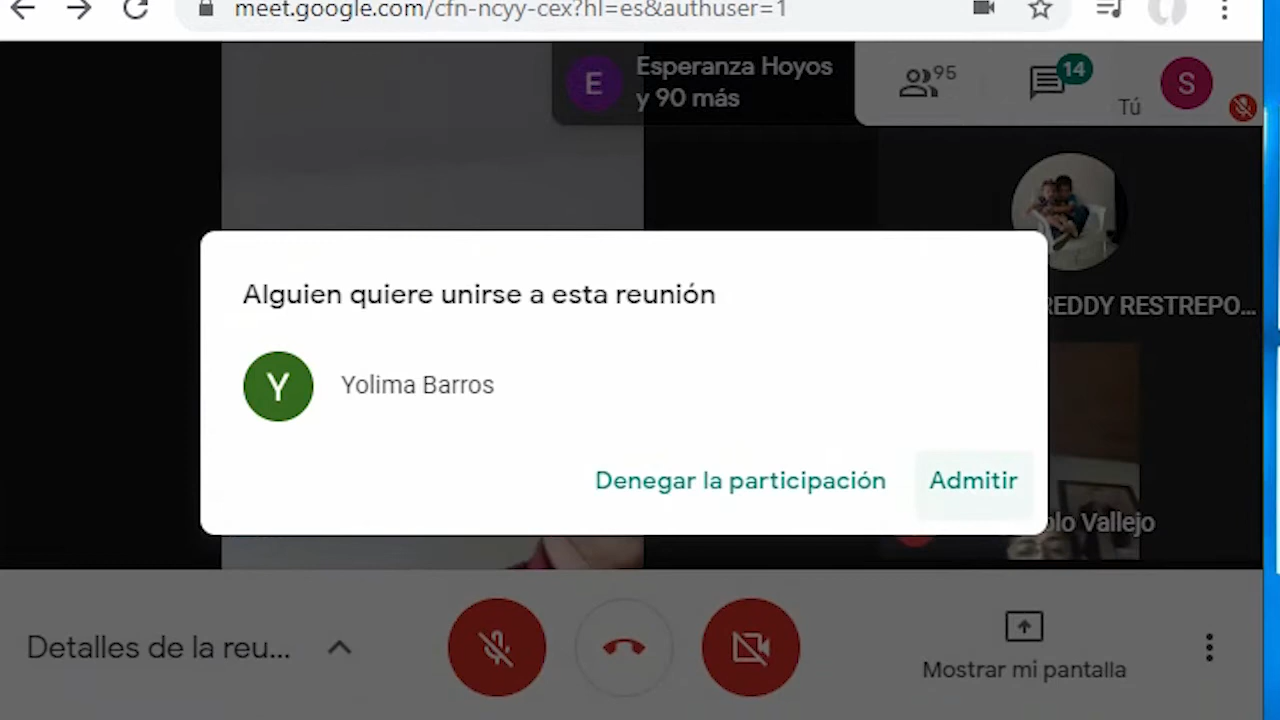 meet.google.com/cfn-ncyy-cex?hl=es&authuser=1
E
Esperanza Hoyos
y 90 más
95
14
Tú
S
REDDY RESTREPO...
Alguien quiere unirse a esta reunión
Y
Yolima Barros
Denegar la participación
Admitir
blo Vallejo
Detalles de la reu...
Mostrar mi pantalla